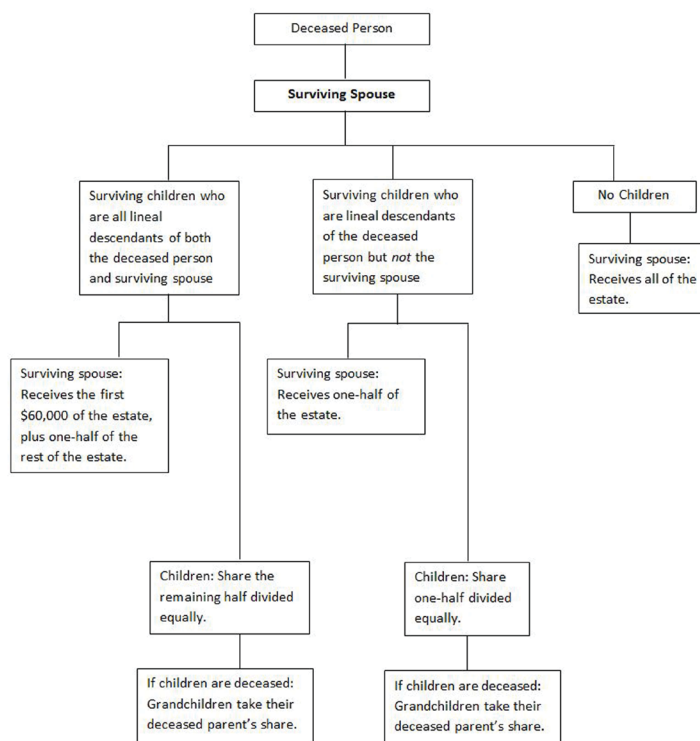 Deceased Person
Surviving Spouse
Surviving children who
are all lineal
descendants of both
the deceased person
and surviving spouse
Surviving children who
are lineal descendants
of the deceased
person but not the
surviving spouse
No Children
Surviving spouse:
Receives all of the
estate.
Surviving spouse:
Receives the first
$60,000 of the estate,
plus one-half of the
rest of the estate.
Surviving spouse:
Receives one-half of
the estate.
Children: Share the
remaining half divided
equally.
Children: Share
one-half divided
equally.
If children are deceased:
Grandchildren take their
deceased parent's share.
If children are deceased:
Grandchildren take their
deceased parent's share.